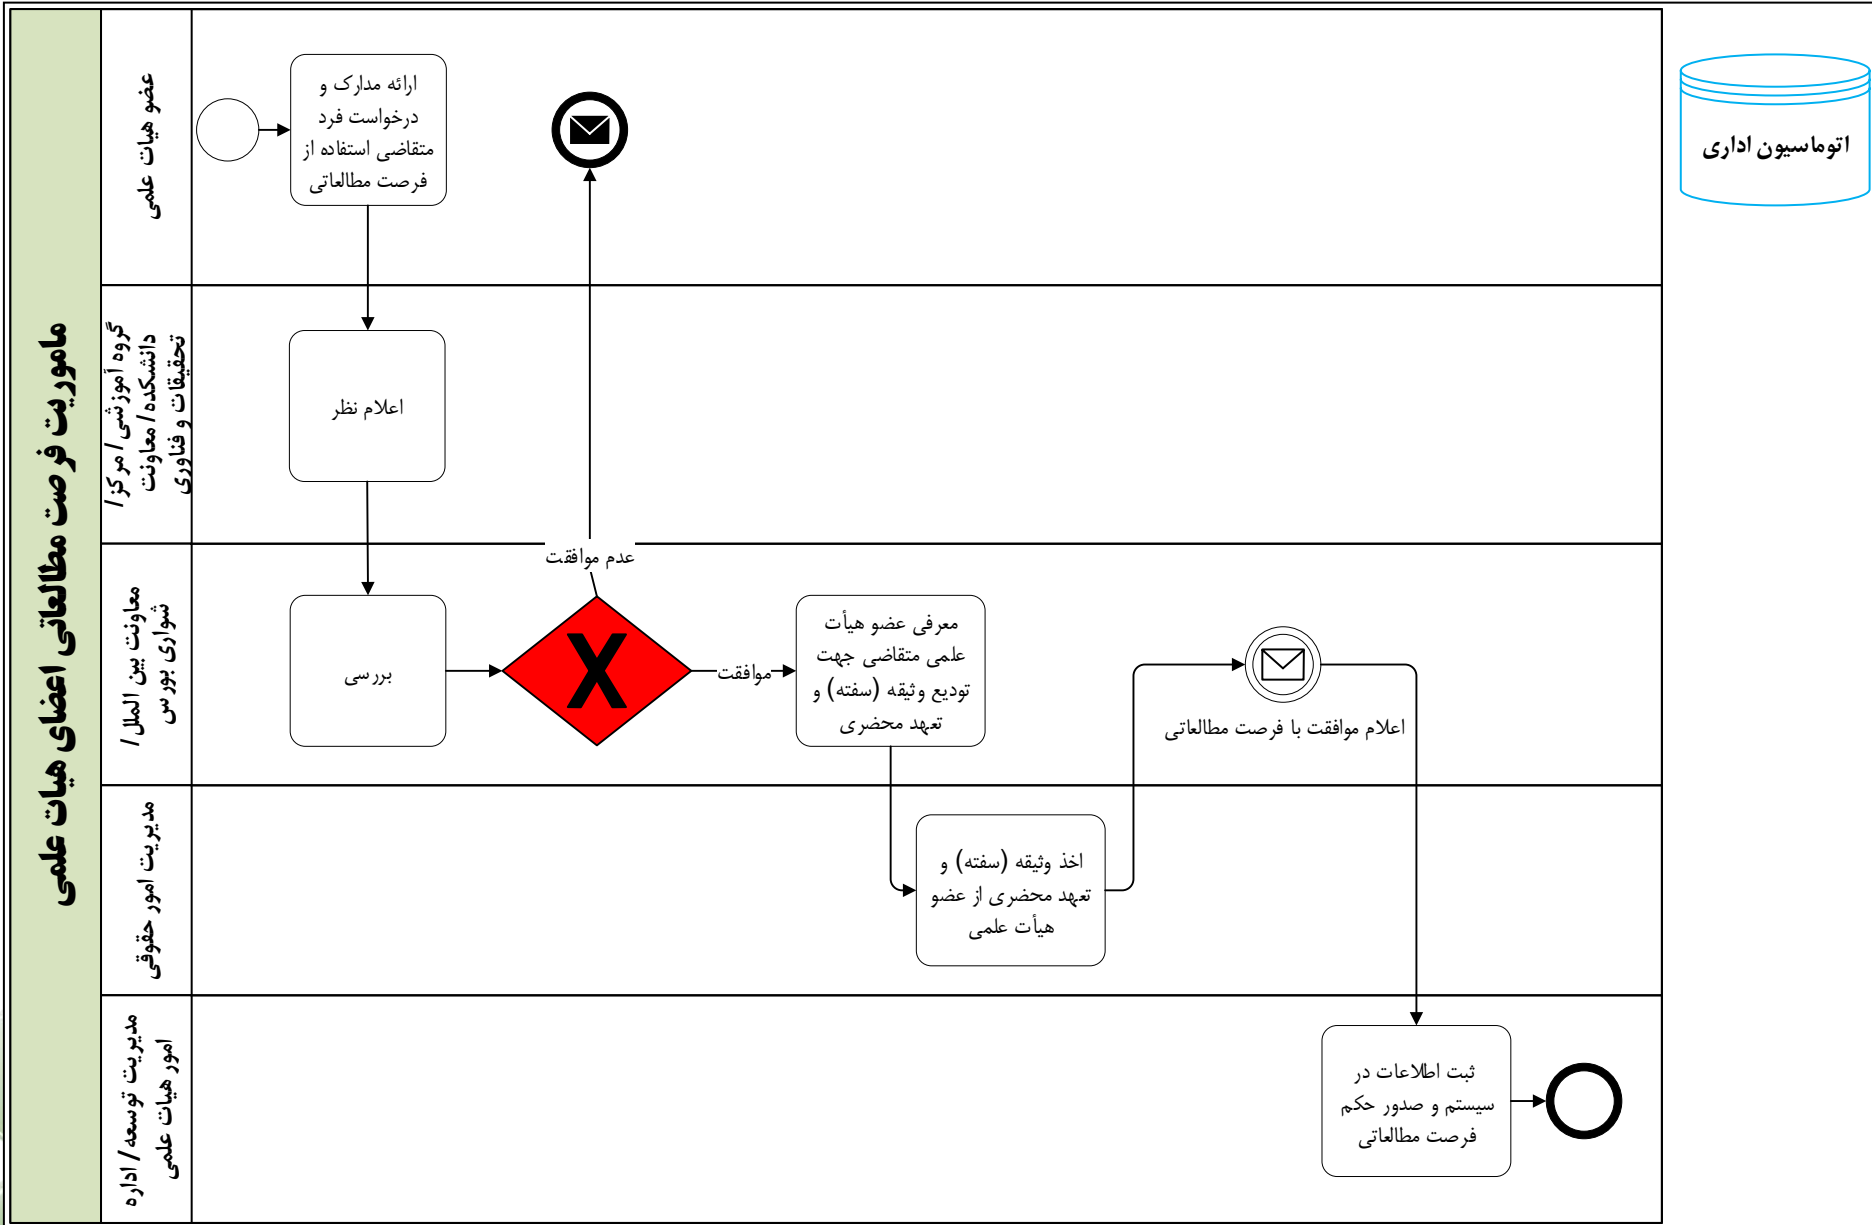 ماموریت فرصت مطالعاتی اعضای هیات علمی
عضو هیات علمی
ارائه مدارک و
درخواست فرد
متقاضی استفاده از
فرصت مطالعاتی
اتوماسیون اداری
گروه آموزشی / مرکز /
دانشکده / معاونت
تحقیقات و فناوری
اعلام نظر
معاونت بین الملل /
شواری بورس
بررسی
عدم موافقت
X
موافقت
معرفی عضو هیأت
علمی متقاضی جهت
تودیع وثیقه (سفته) و
تعهد محضری
اعلام موافقت با فرصت مطالعاتی
مدیریت امور حقوقی
اخذ وثیقه (سفته) و
تعهد محضری از عضو
هیأت علمی
مدیریت توسعه / اداره
امور هیات علمی
ثبت اطلاعات در
سیستم و صدور حکم
فرصت مطالعاتی